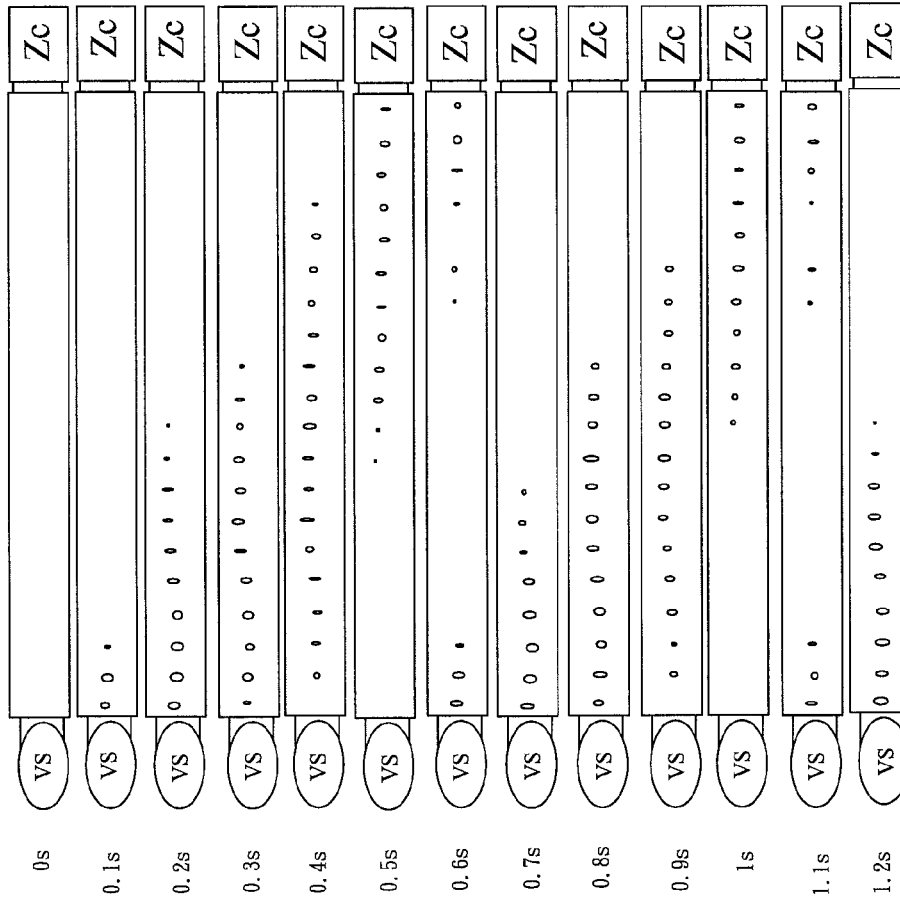 0s VS Zc
0.1s VS Zc
0.2s VS Zc
0.3s VS Zc
0.4s VS Zc
0.5s VS Zc
0.6s VS Zc
0.7s VS Zc
0.8s VS Zc
0.9s VS Zc
1s VS Zc
1.1s VS Zc
1.2s VS Zc